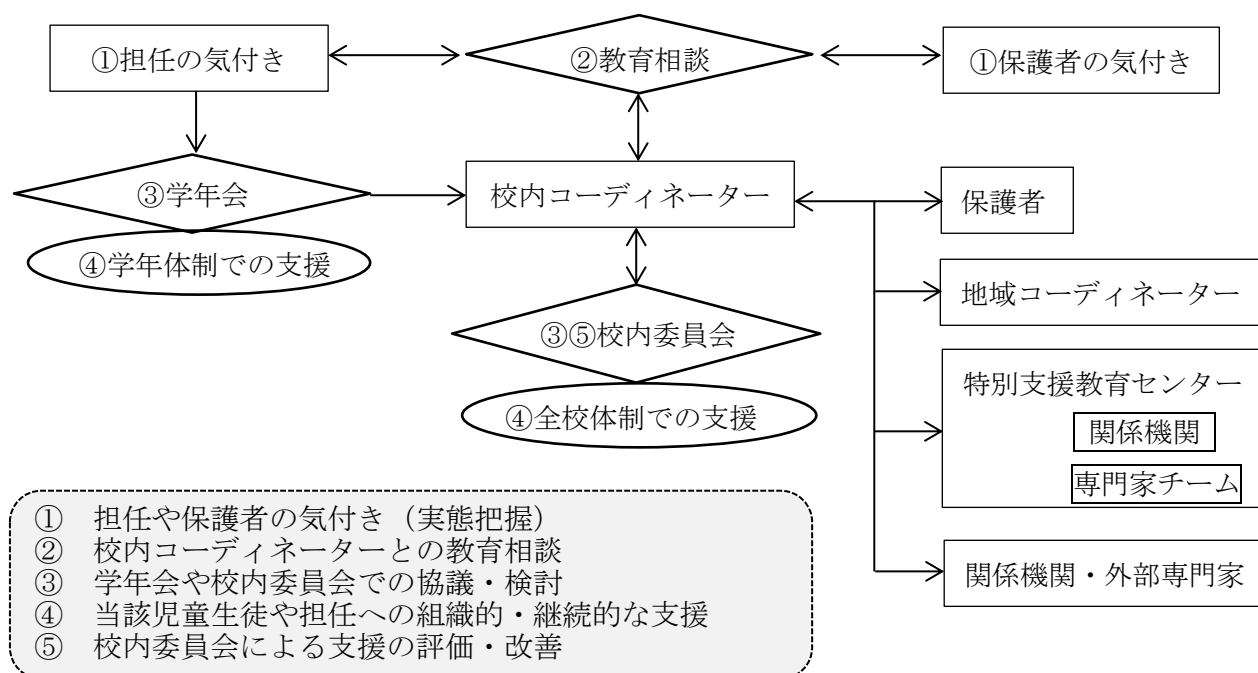 ①担任の気付き
②教育相談
①保護者の気付き
③学年会
校内コーディネーター
保護者
④学年体制での支援
地域コーディネーター
③⑤校内委員会
特別支援教育センター
関係機関
専門家チーム
④全校体制での支援
関係機関・外部専門家
① 担任や保護者の気付き（実態把握）
② 校内コーディネーターとの教育相談
③ 学年会や校内委員会での協議・検討
④ 当該児童生徒や担任への組織的・継続的な支援
⑤ 校内委員会による支援の評価・改善